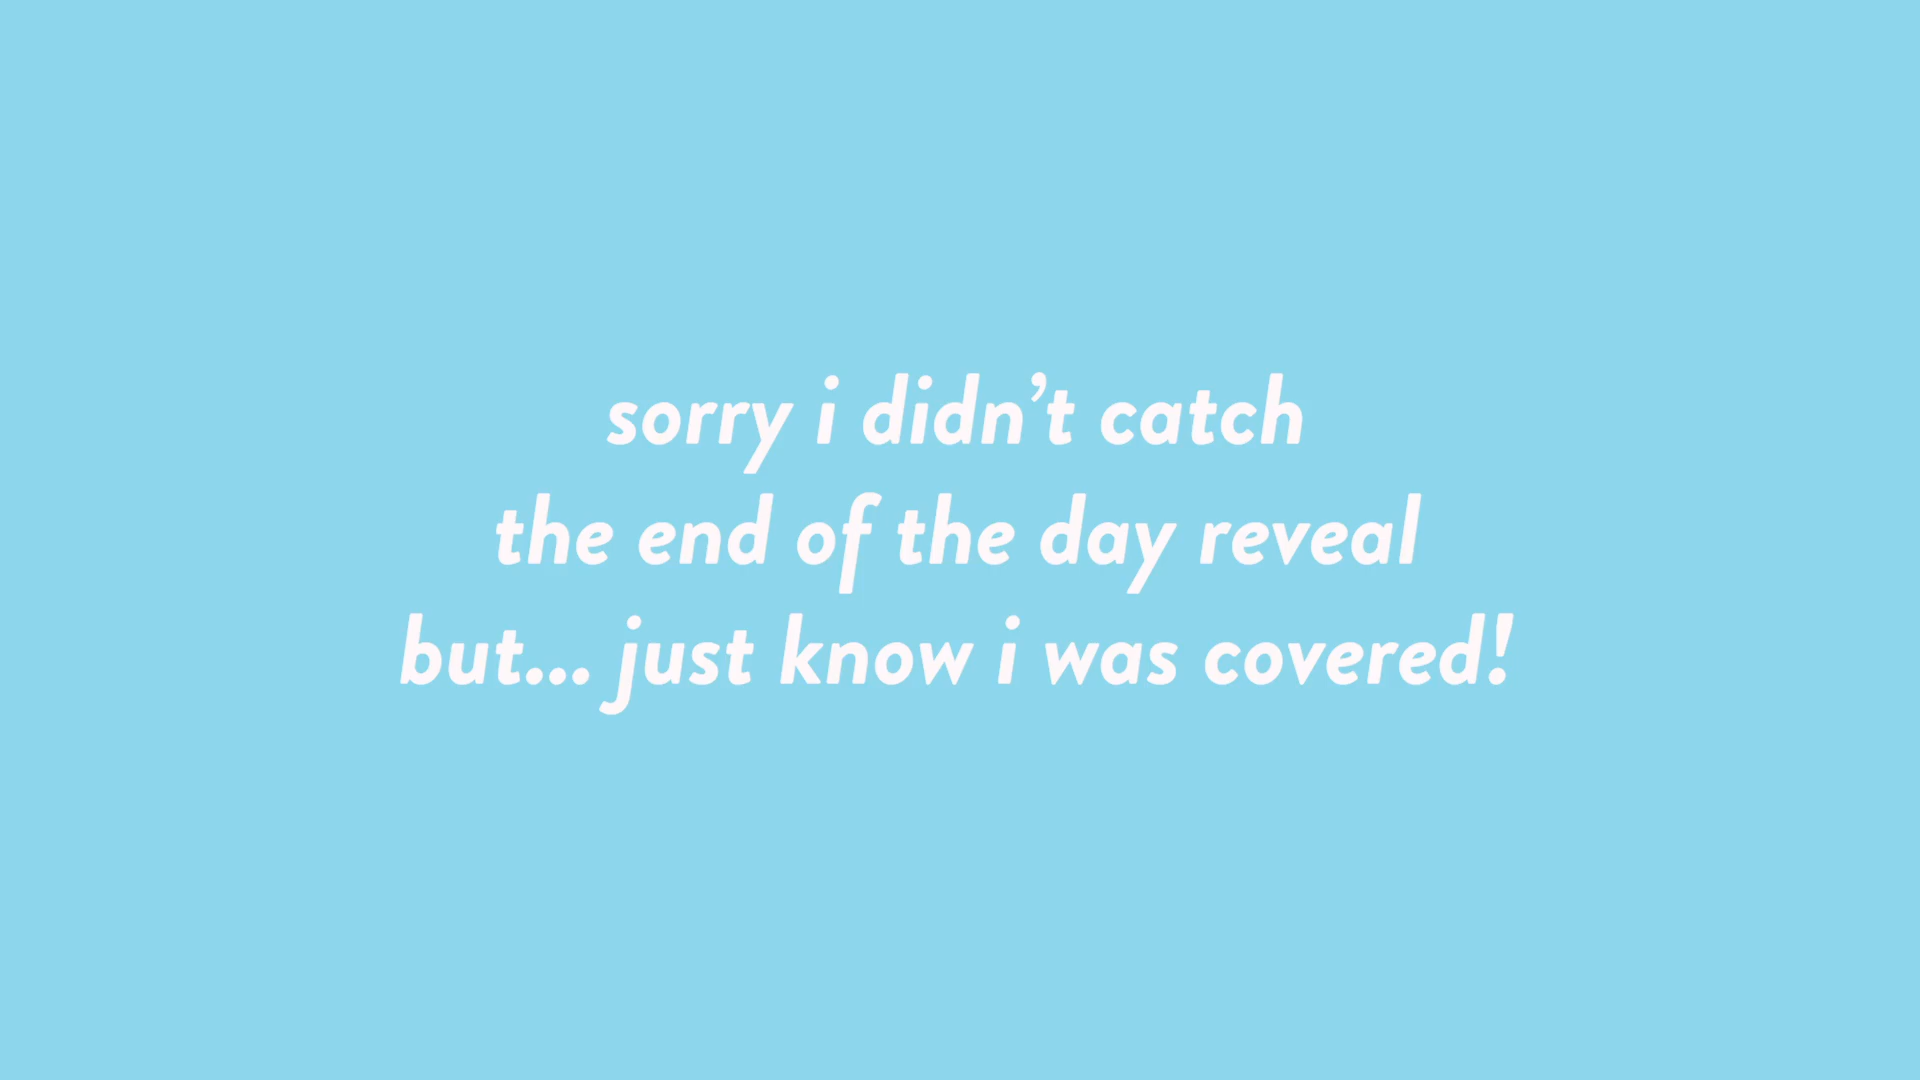 sorry i didn’t catch
the end of the day reveal
but... just know i was covered!